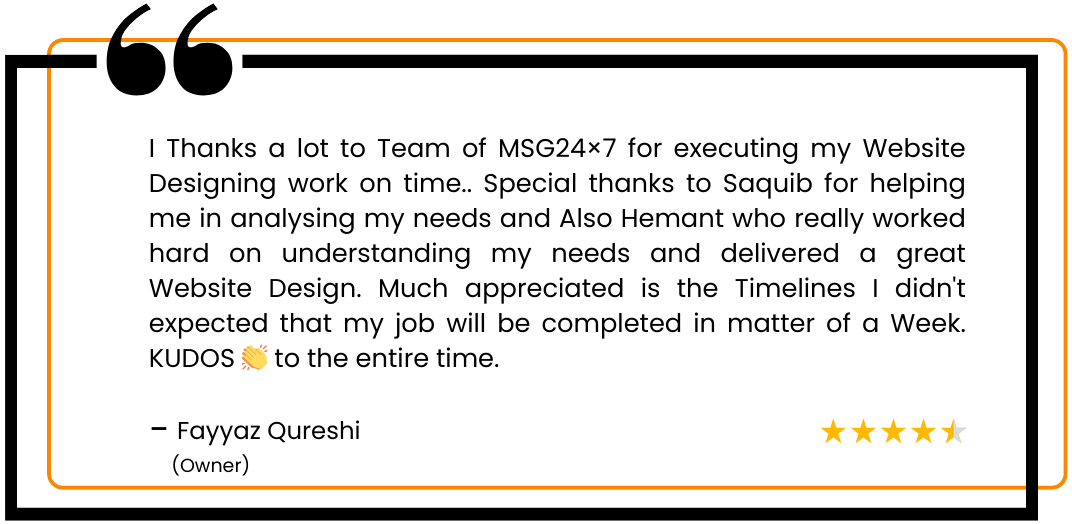 I Thanks a lot to Team of MSG24×7 for executing my Website
Designing work on time.. Special thanks to Saquib for helping
me in analysing my needs and Also Hemant who really worked
hard on understanding my needs and delivered a great
Website Design. Much appreciated is the Timelines I didn't
expected that my job will be completed in matter of a Week.
KUDOS 👏 to the entire time.
– Fayyaz Qureshi
(Owner)